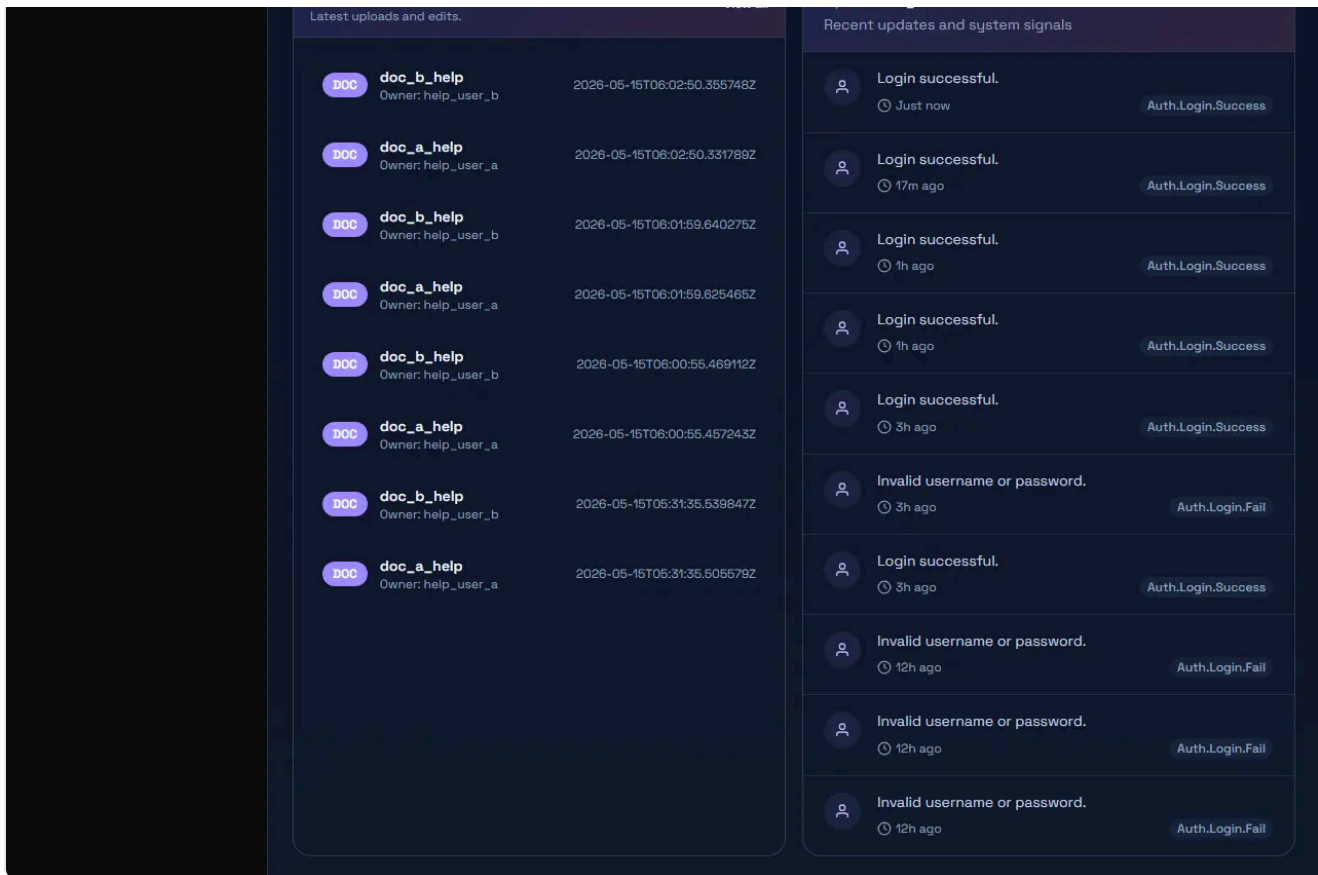 Latest uploads and edits.
DOC
doc_b_help
Owner: help_user_b
2026-05-15T06:02:50.355748Z
DOC
doc_a_help
Owner: help_user_a
2026-05-15T06:02:50.331789Z
DOC
doc_b_help
Owner: help_user_b
2026-05-15T06:01:59.640275Z
DOC
doc_a_help
Owner: help_user_a
2026-05-15T06:01:59.625465Z
DOC
doc_b_help
Owner: help_user_b
2026-05-15T06:00:55.469112Z
DOC
doc_a_help
Owner: help_user_a
2026-05-15T06:00:55.457243Z
DOC
doc_b_help
Owner: help_user_b
2026-05-15T05:31:35.539847Z
DOC
doc_a_help
Owner: help_user_a
2026-05-15T05:31:35.505579Z
Recent updates and system signals
Login successful.
Just now
Auth.Login.Success
Login successful.
17m ago
Auth.Login.Success
Login successful.
1h ago
Auth.Login.Success
Login successful.
1h ago
Auth.Login.Success
Login successful.
3h ago
Auth.Login.Success
Invalid username or password.
3h ago
Auth.Login.Fail
Login successful.
3h ago
Auth.Login.Success
Invalid username or password.
12h ago
Auth.Login.Fail
Invalid username or password.
12h ago
Auth.Login.Fail
Invalid username or password.
12h ago
Auth.Login.Fail